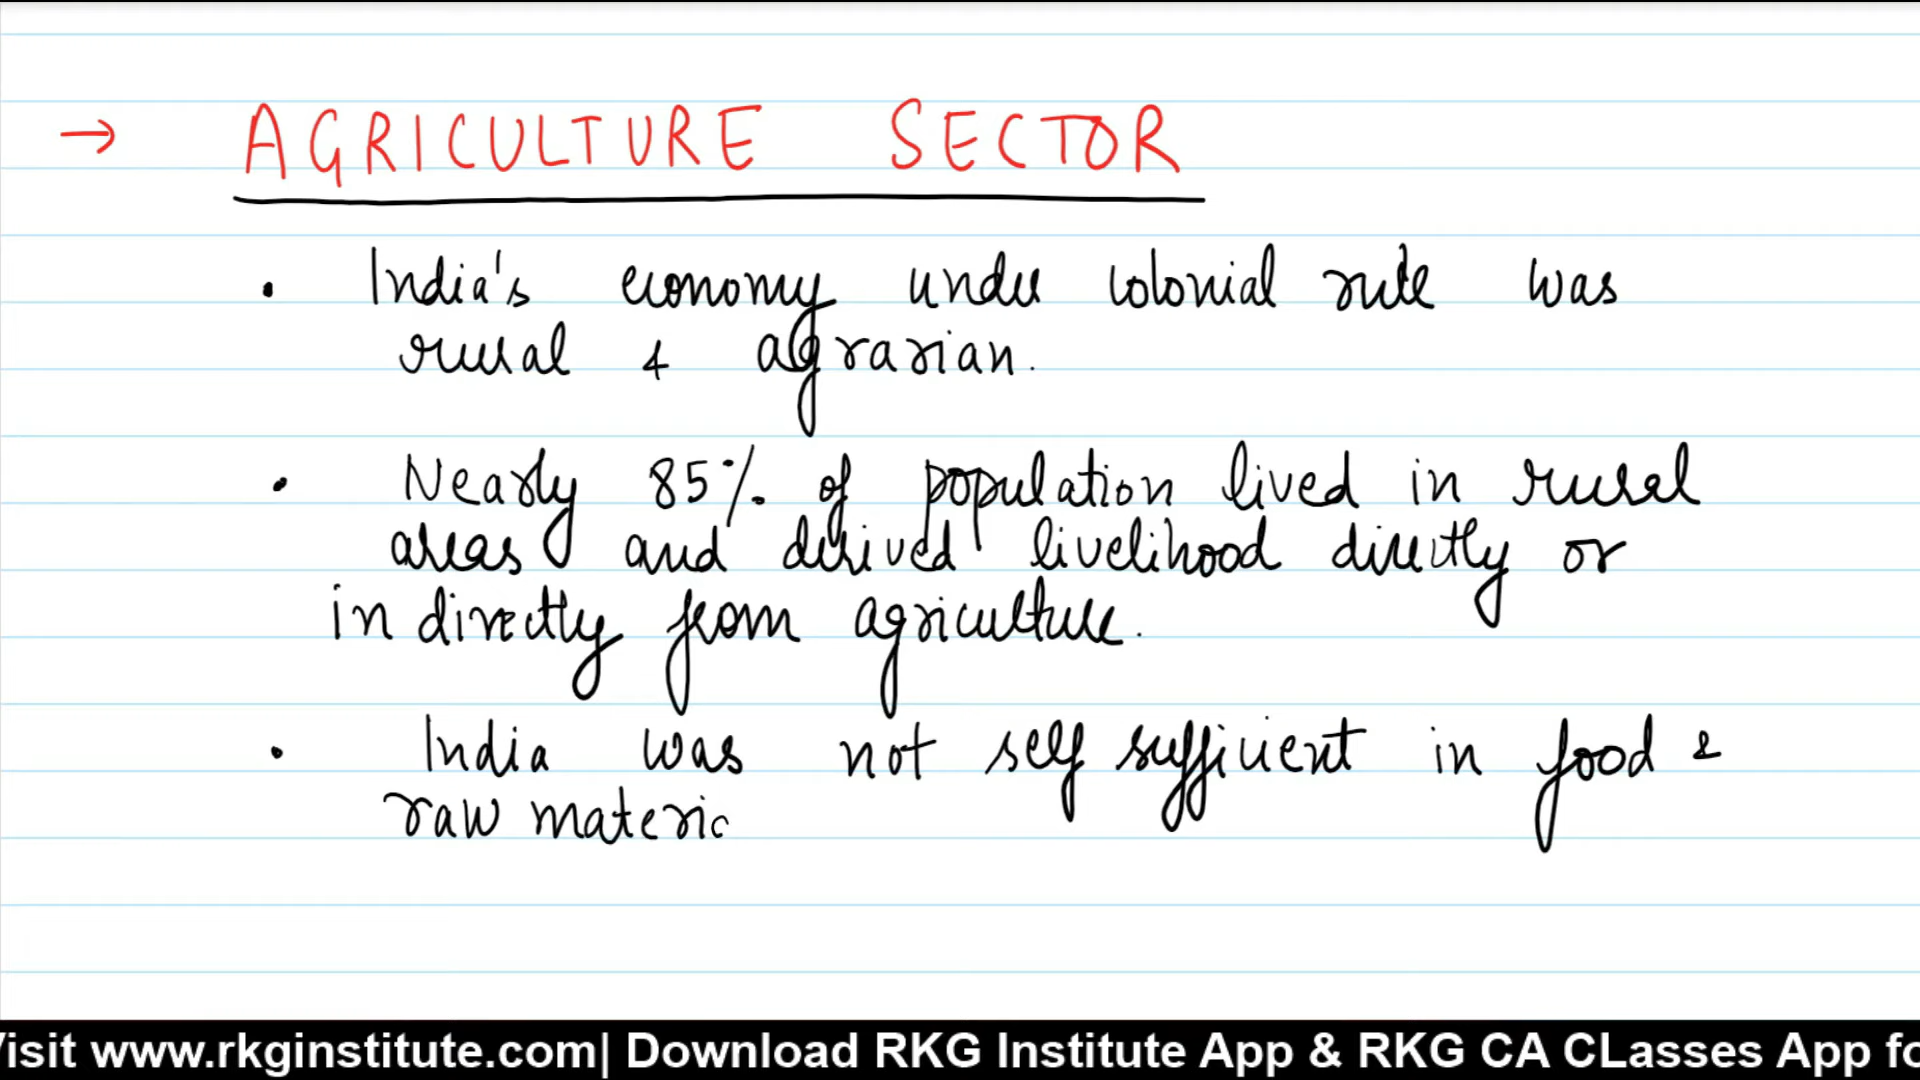 → AGRICULTURE SECTOR
• India's economy under colonial rule was
rural & agrarian.
• Nearly 85% of population lived in rural
areas and derived livelihood directly or
indirectly from agriculture.
• India was not self sufficient in food &
raw materia
Visit www.rkginstitute.com| Download RKG Institute App & RKG CA CLasses App fo